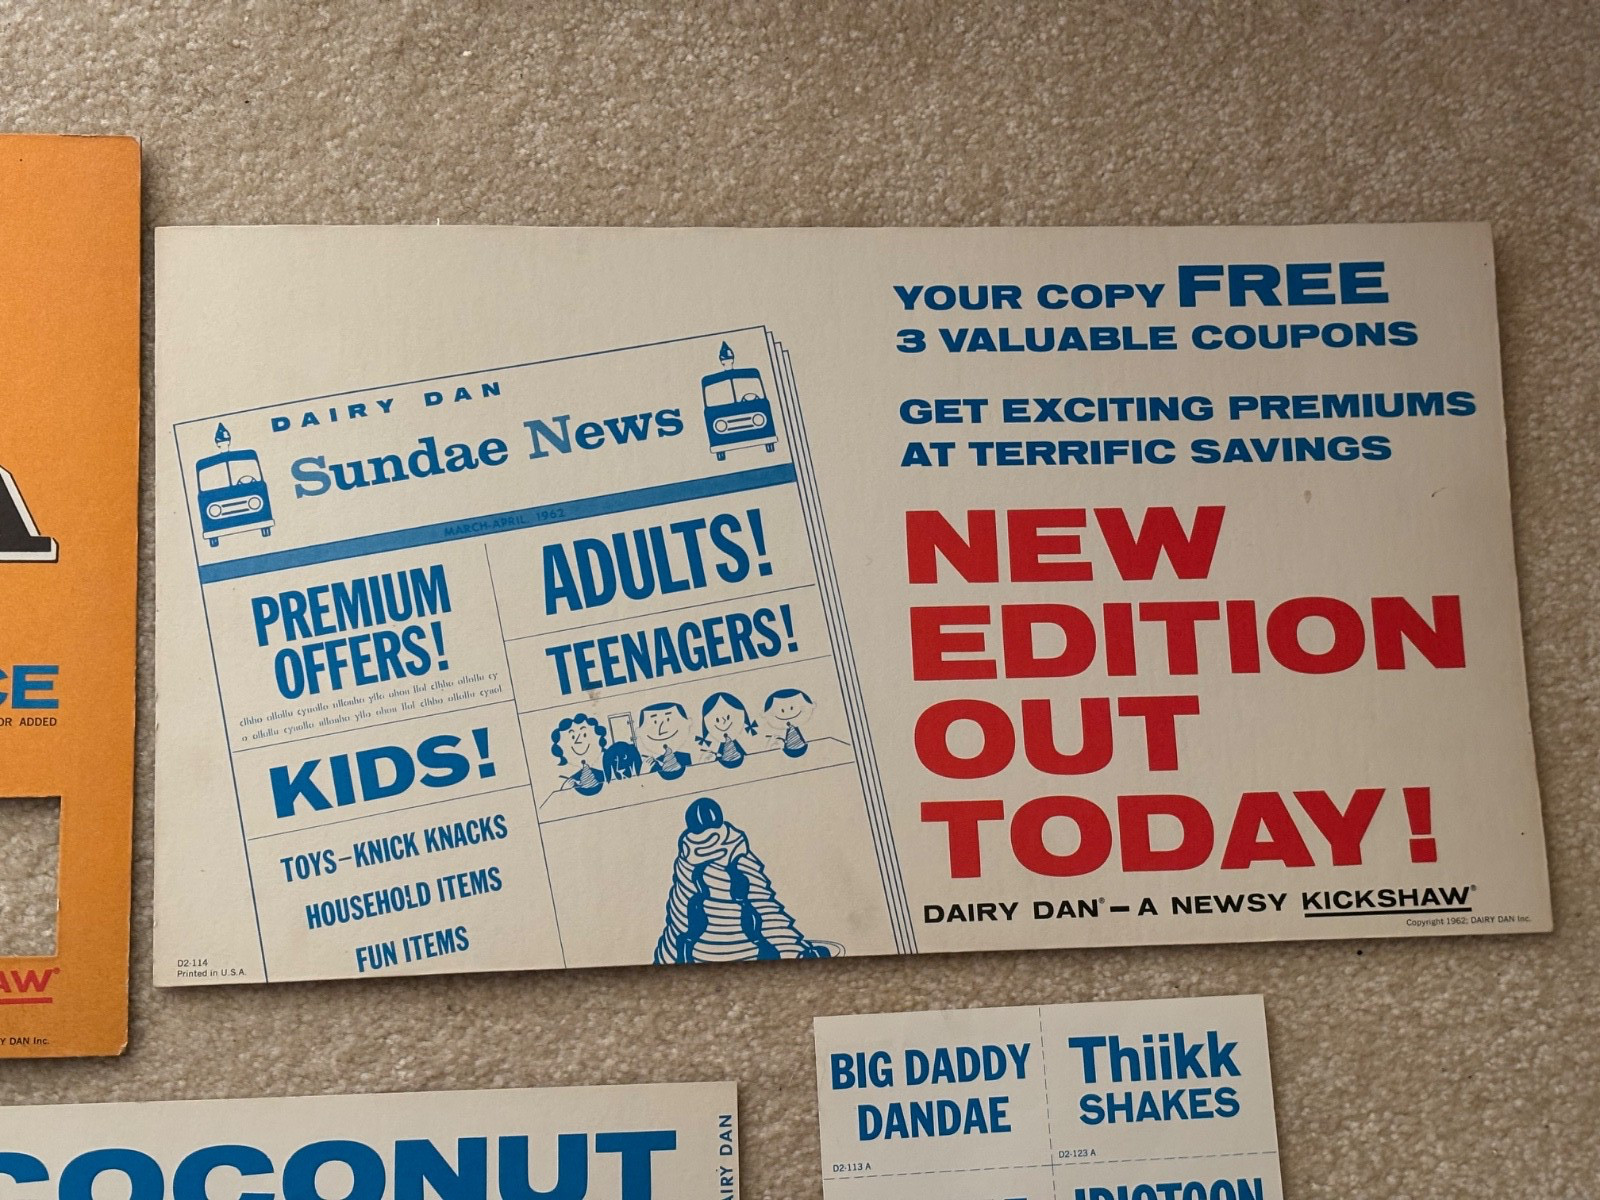 YOUR COPY FREE
3 VALUABLE COUPONS
GET EXCITING PREMIUMS
AT TERRIFIC SAVINGS
NEW
EDITION
OUT
TODAY!
DAIRY DAN® — A NEWSY KICKSHAW®
Copyright 1962; DAIRY DAN Inc.
DAIRY DAN
Sundae News
MARCH-APRIL, 1962
PREMIUM
OFFERS!
KIDS!
TOYS-KNICK KNACKS
HOUSEHOLD ITEMS
FUN ITEMS
ADULTS!
TEENAGERS!
D2-114
Printed in U.S.A.
CE
OR ADDED
AW®
Y DAN Inc.
COCONUT
AIRY DAN
BIG DADDY
DANDAE
D2-113 A
Thiikk
SHAKES
D2-123 A